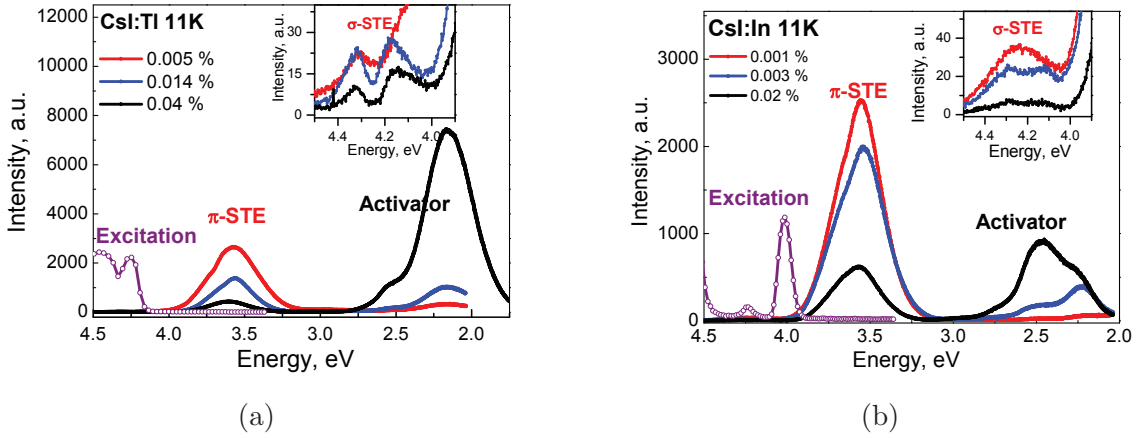 CsI:Tl 11K
0.005 %
0.014 %
0.04 %
σ-STE
Intensity, a.u.
30
15
0
4.4
4.2
4.0
Energy, eV
Intensity, a.u.
12000
10000
8000
6000
4000
2000
0
Excitation
π-STE
Activator
4.5
4.0
3.5
3.0
2.5
2.0
Energy, eV
(a)
CsI:In 11K
0.001 %
0.003 %
0.02 %
σ-STE
Intensity, a.u.
40
20
0
4.4
4.2
4.0
Energy, eV
Intensity, a.u.
3000
2000
1000
0
Excitation
π-STE
Activator
4.5
4.0
3.5
3.0
2.5
2.0
Energy, eV
(b)